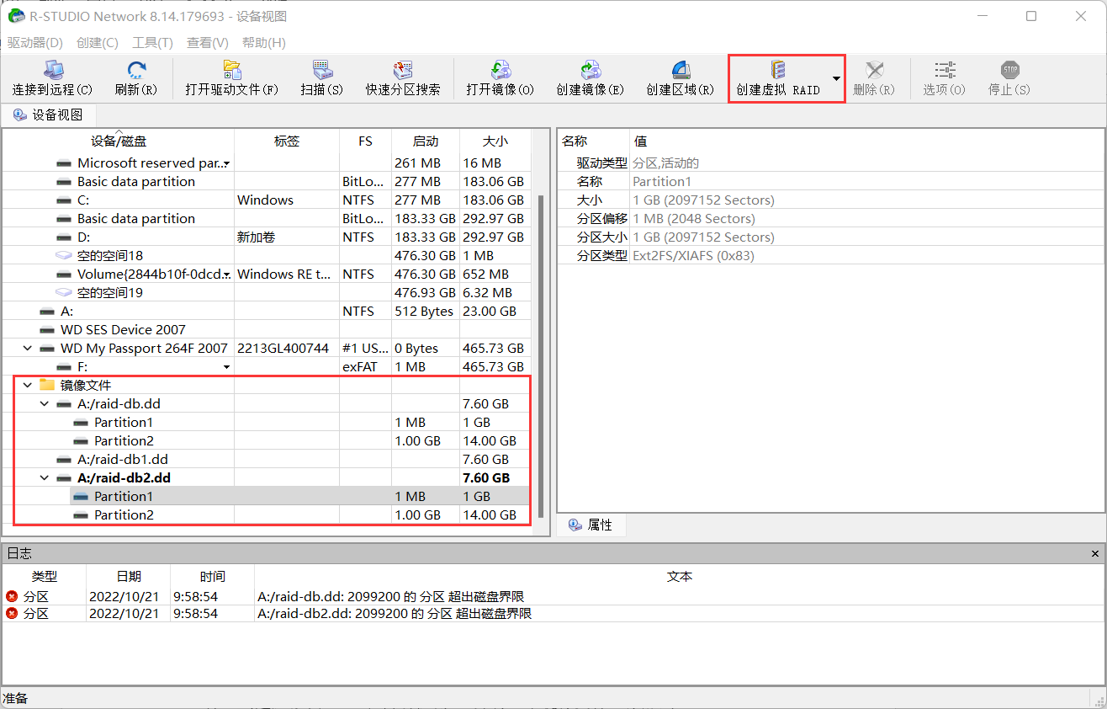 R-STUDIO Network 8.14.179693 - 设备视图
驱动器(D) 创建(C) 工具(T) 查看(V) 帮助(H)
连接到远程(C) 刷新(R) 打开驱动文件(F) 扫描(S) 快速分区搜索 打开镜像(O) 创建镜像(R) 创建区域(R) 创建虚拟 RAID 删除(R) 选项(O) STOP 停止(S)
设备视图
设备/磁盘 标签 FS 启动 大小
Microsoft reserved par... 261 MB 16 MB
Basic data partition BitLo... 277 MB 183.06 GB
C: Windows NTFS 277 MB 183.06 GB
Basic data partition BitLo... 183.33 GB 292.97 GB
D: 新加卷 NTFS 183.33 GB 292.97 GB
空的空间18 476.30 GB 1 MB
Volume{2844b10f-0dcd... Windows RE t... NTFS 476.30 GB 652 MB
空的空间19 476.93 GB 6.32 MB
A: NTFS 512 Bytes 23.00 GB
WD SES Device 2007
WD My Passport 264F 2007 2213GL400744 #1 US... 0 Bytes 465.73 GB
F: exFAT 1 MB 465.73 GB
镜像文件
A:/raid-db.dd 7.60 GB
Partition1 1 MB 1 GB
Partition2 1.00 GB 14.00 GB
A:/raid-db1.dd 7.60 GB
A:/raid-db2.dd 7.60 GB
Partition1 1 MB 1 GB
Partition2 1.00 GB 14.00 GB
名称 值
驱动类型 分区,活动的
名称 Partition1
大小 1 GB (2097152 Sectors)
分区偏移 1 MB (2048 Sectors)
分区大小 1 GB (2097152 Sectors)
分区类型 Ext2FS/XIAFS (0x83)
属性
日志
类型 日期 时间 文本
分区 2022/10/21 9:58:54 A:/raid-db.dd: 2099200 的 分区 超出磁盘界限
分区 2022/10/21 9:58:54 A:/raid-db2.dd: 2099200 的 分区 超出磁盘界限
准备